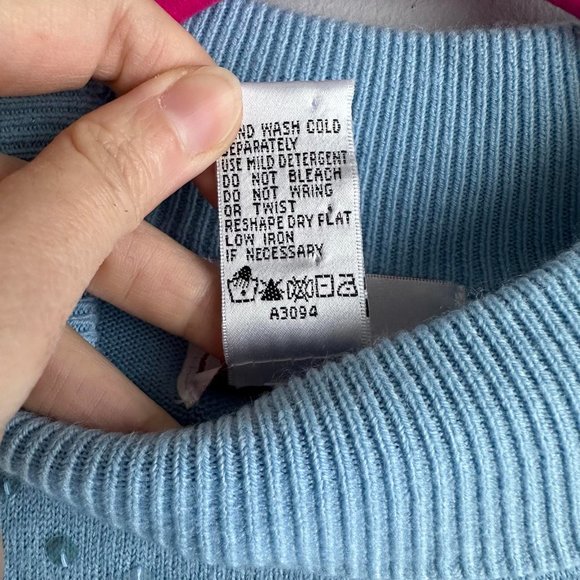 ND WASH COLD
SEPARATELY
USE MILD DETERGENT
DO NOT BLEACH
DO NOT WRING
OR TWIST
RESHAPE DRY FLAT
LOW IRON
IF NECESSARY
A3094